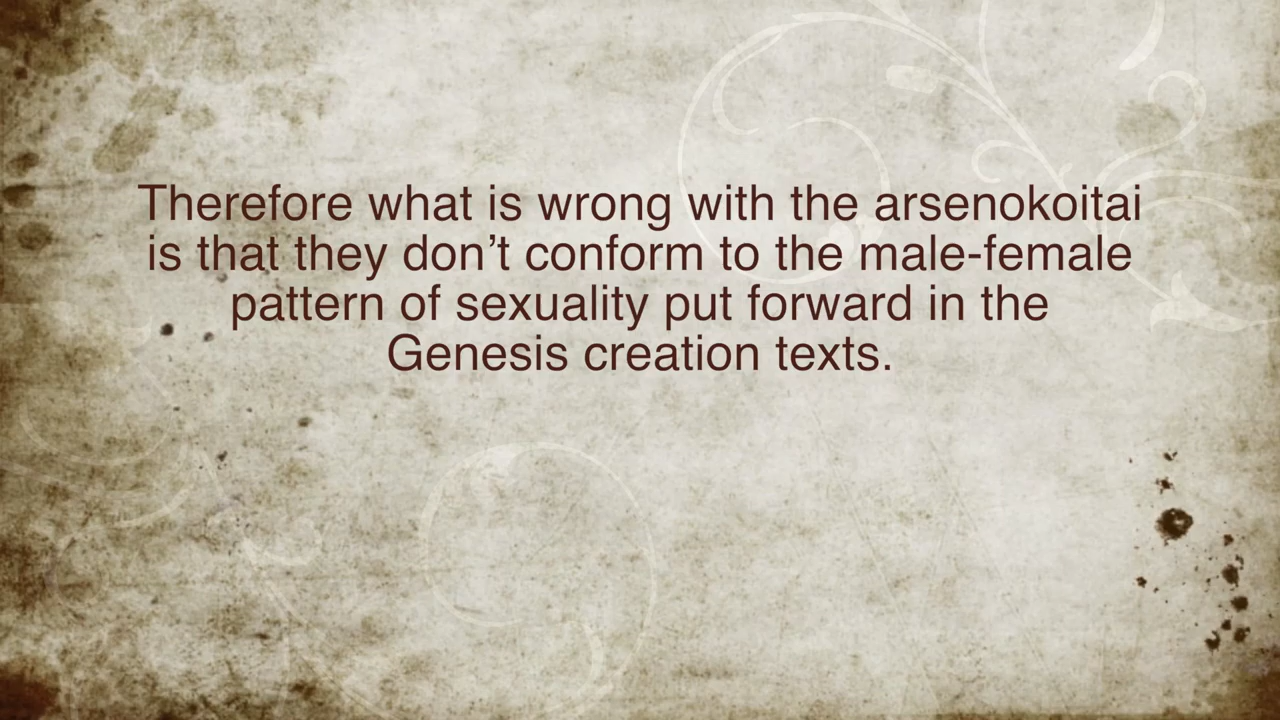 Therefore what is wrong with the arsenokoitai
is that they don’t conform to the male-female
pattern of sexuality put forward in the
Genesis creation texts.